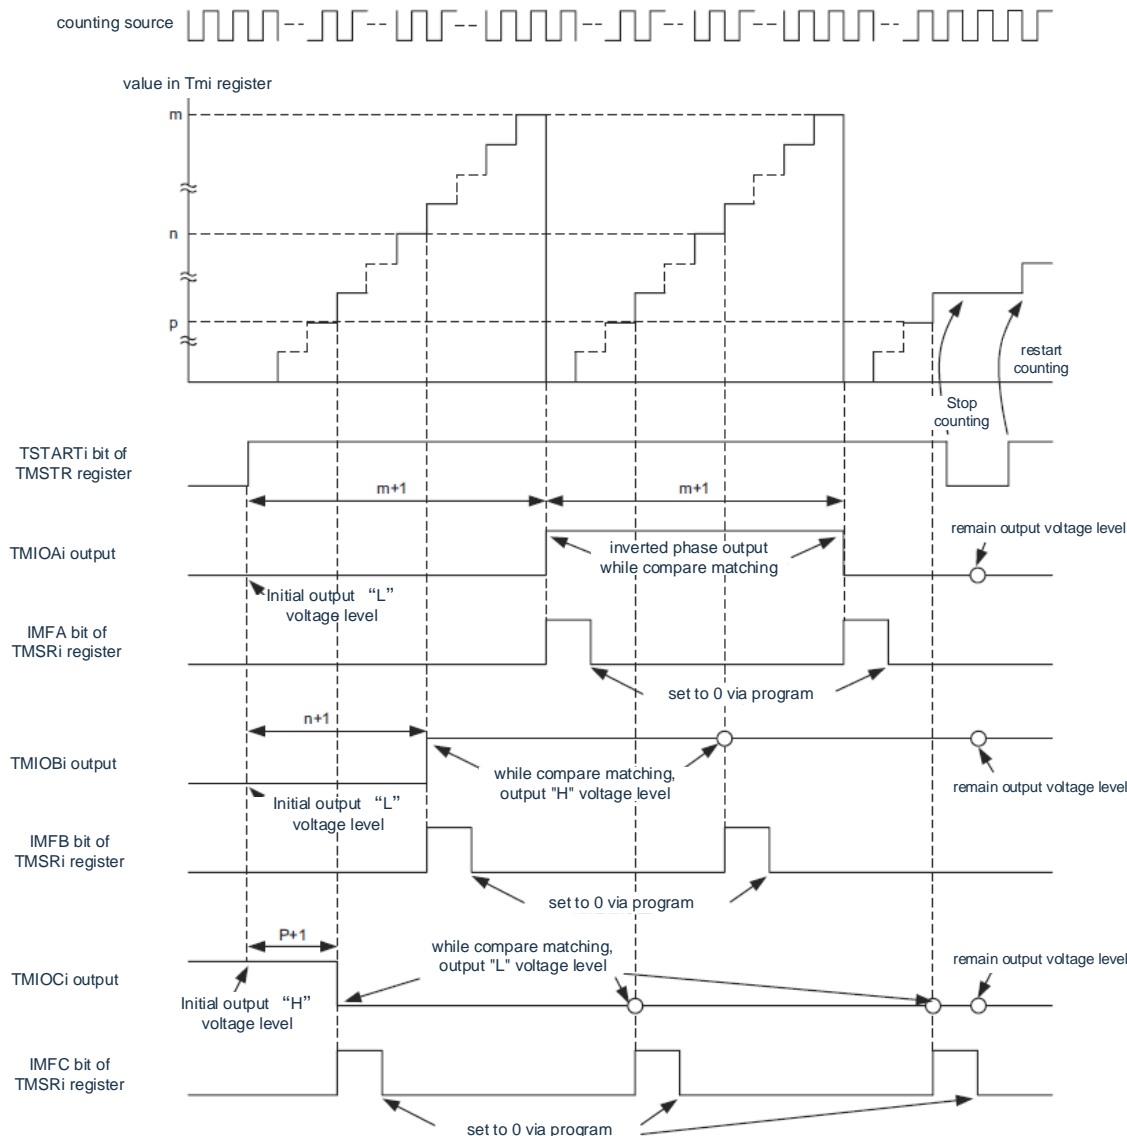 counting source
value in Tmi register
m
n
p
restart
counting
Stop
counting
TSTARTi bit of
TMSTR register
m+1
m+1
remain output voltage level
TMIOAi output
inverted phase output
while compare matching
Initial output “L”
voltage level
IMFA bit of
TMSRi register
set to 0 via program
n+1
TMIOBi output
while compare matching,
output "H" voltage level
remain output voltage level
Initial output “L”
voltage level
IMFB bit of
TMSRi register
set to 0 via program
P+1
while compare matching,
output "L" voltage level
remain output voltage level
TMIOCi output
Initial output “H”
voltage level
IMFC bit of
TMSRi register
set to 0 via program